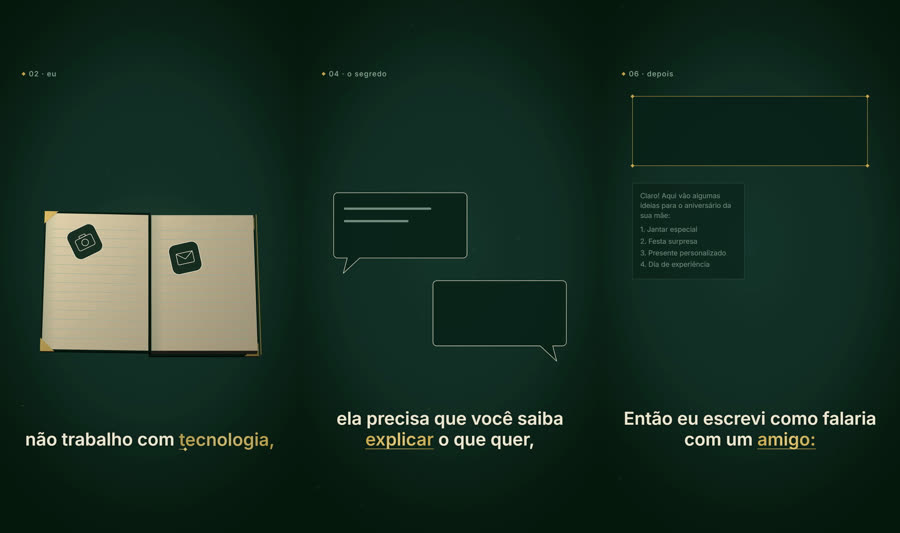 02 · eu
não trabalho com tecnologia,
04 · o segredo
ela precisa que você saiba
explicar o que quer,
06 · depois
Claro! Aqui vão algumas
ideias para o aniversário da
sua mãe:
1. Jantar especial
2. Festa surpresa
3. Presente personalizado
4. Dia de experiência
Então eu escrevi como falaria
com um amigo: